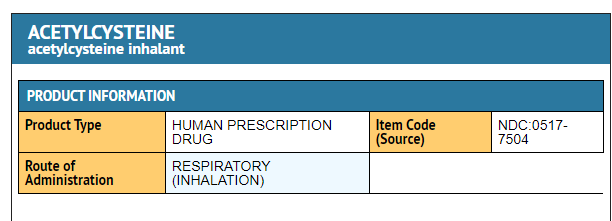 ACETYLCYSTEINE
acetylcysteine inhalant
PRODUCT INFORMATION
Product Type
HUMAN PRESCRIPTION
DRUG
Item Code
(Source)
NDC:0517-
7504
Route of
Administration
RESPIRATORY
(INHALATION)